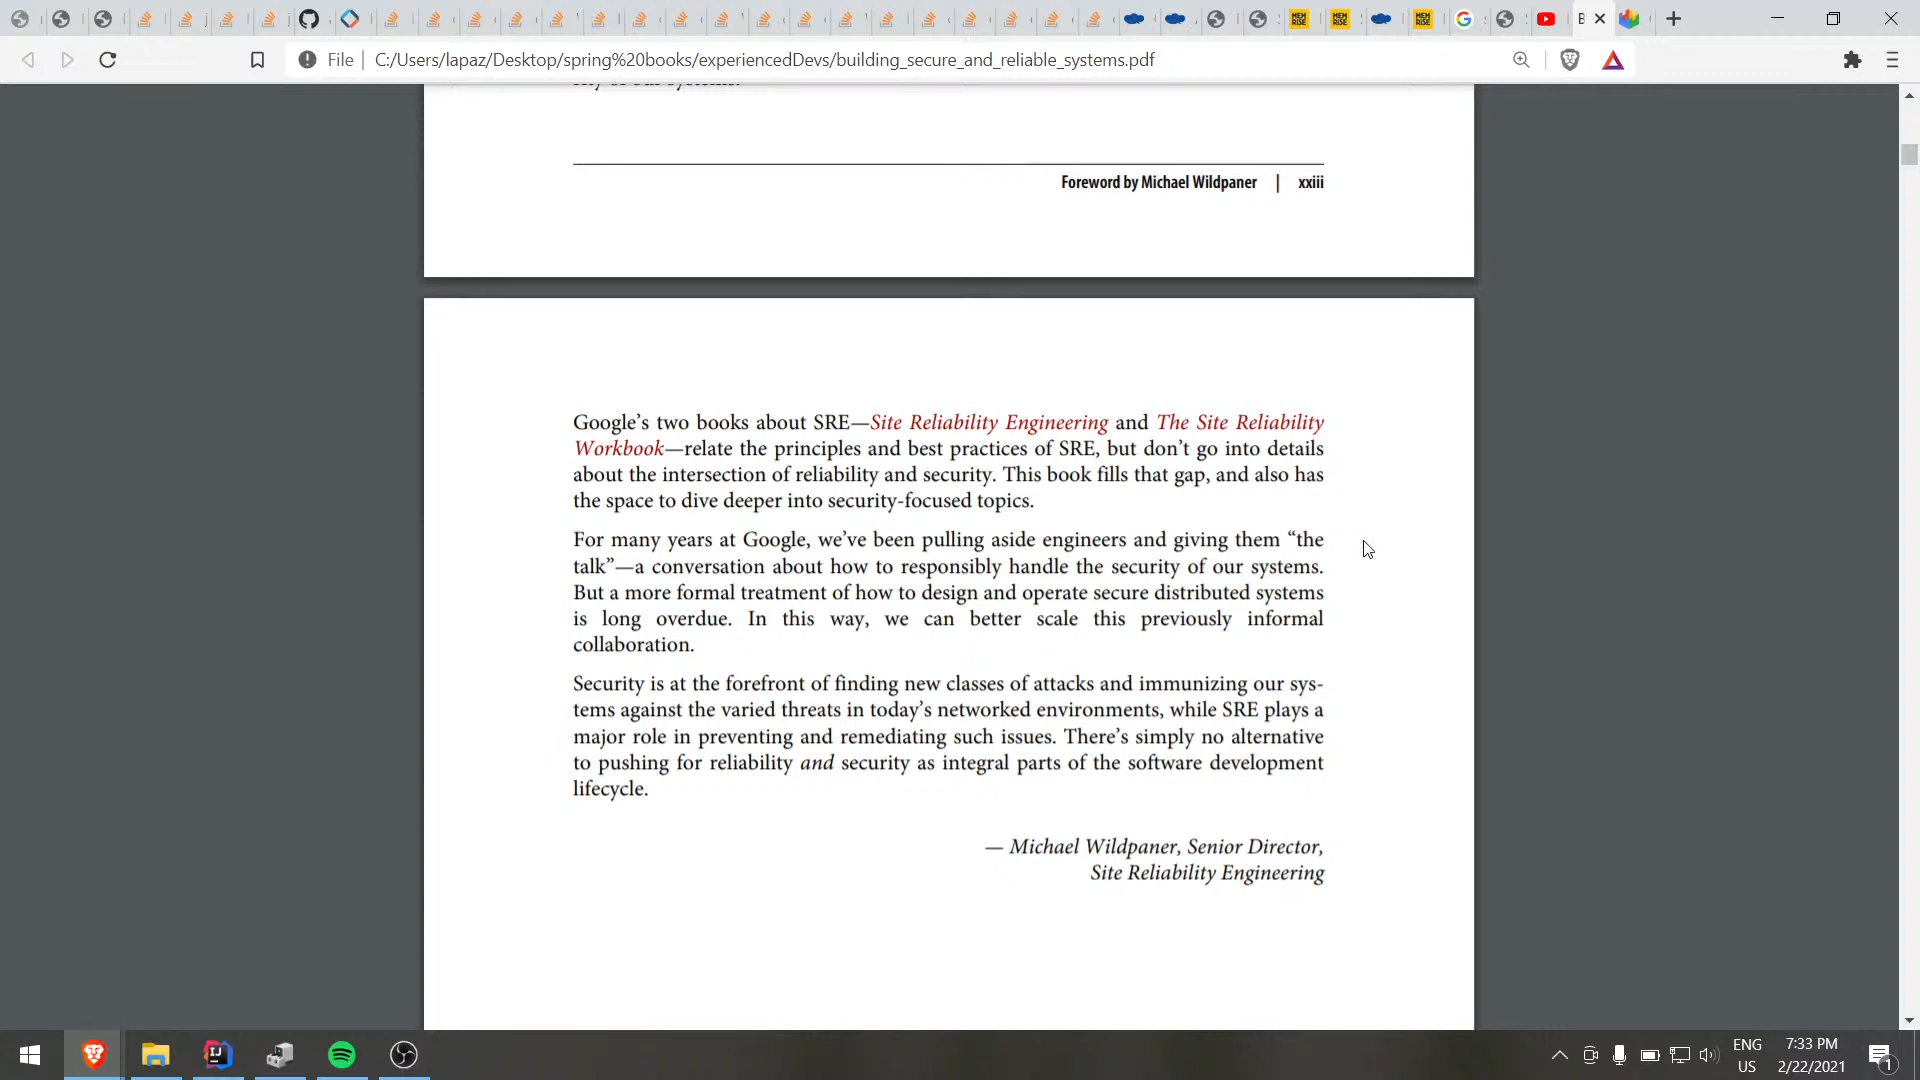 File
C:/Users/lapaz/Desktop/spring%20books/experiencedDevs/building_secure_and_reliable_systems.pdf
Foreword by Michael Wildpaner | xxiii
Google’s two books about SRE—Site Reliability Engineering and The Site Reliability
Workbook—relate the principles and best practices of SRE, but don’t go into details
about the intersection of reliability and security. This book fills that gap, and also has
the space to dive deeper into security-focused topics.
For many years at Google, we’ve been pulling aside engineers and giving them “the
talk”—a conversation about how to responsibly handle the security of our systems.
But a more formal treatment of how to design and operate secure distributed systems
is long overdue. In this way, we can better scale this previously informal
collaboration.
Security is at the forefront of finding new classes of attacks and immunizing our sys-
tems against the varied threats in today’s networked environments, while SRE plays a
major role in preventing and remediating such issues. There’s simply no alternative
to pushing for reliability and security as integral parts of the software development
lifecycle.
— Michael Wildpaner, Senior Director,
Site Reliability Engineering
ENG
US
7:33 PM
2/22/2021
1